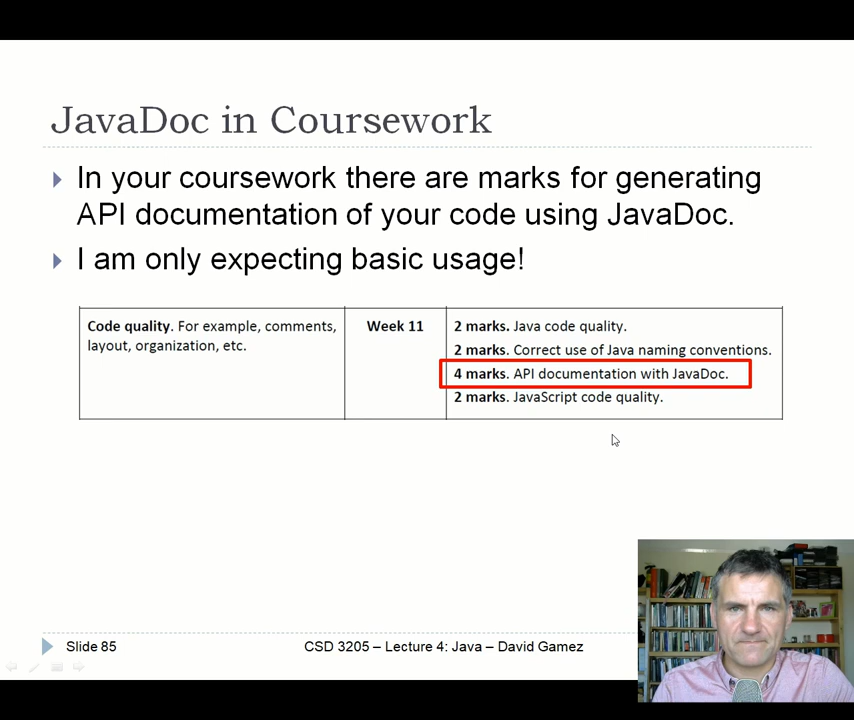 JavaDoc in Coursework
In your coursework there are marks for generating
API documentation of your code using JavaDoc.
I am only expecting basic usage!
Code quality. For example, comments,
layout, organization, etc.
Week 11
2 marks. Java code quality.
2 marks. Correct use of Java naming conventions.
4 marks. API documentation with JavaDoc.
2 marks. JavaScript code quality.
Slide 85
CSD 3205 – Lecture 4: Java – David Gamez